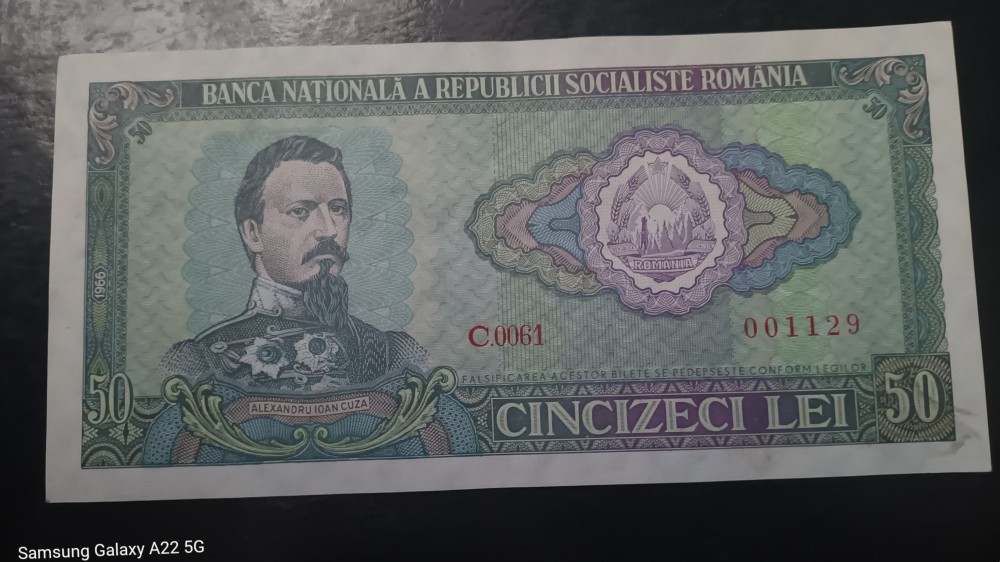 BANCA NAȚIONALĂ A REPUBLICII SOCIALISTE ROMÂNIA
50
50
1966
ROMANIA
C.0061
001129
FALSIFICAREA ACESTOR BILETE SE PEDEPSEȘTE CONFORM LEGILOR
50
ALEXANDRU IOAN CUZA
CINCIZECI LEI
50
Samsung Galaxy A22 5G